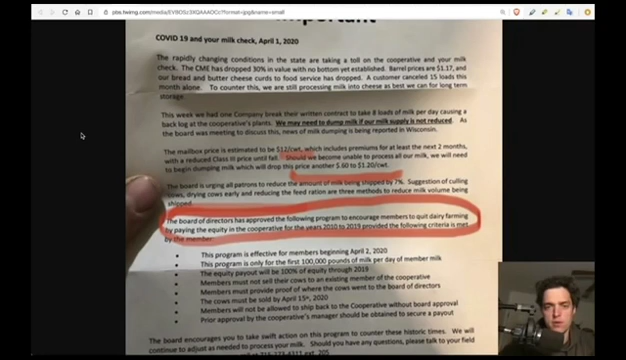 pbs.twimg.com/media/
?format=jpg&name=small
Important
COVID 19 and your milk check, April 1, 2020
The rapidly changing conditions in the state are taking a toll on the cooperative and your milk
check. The CME has dropped 30% in value with no bottom yet established. Barrel prices are $1.17, and
our bread and butter cheese curds to food service has dropped. A customer canceled 15 loads this
month alone. To counter this, we are still processing milk into cheese as best we can for long term
storage.
This week we had one Company break their written contract to take 8 loads of milk per day causing a
back log at the cooperative's plants. We may need to dump milk if our milk supply is not reduced. As
the board was meeting to discuss this, news of milk dumping is being reported in Wisconsin.
The mailbox price is estimated to be $12/cwt, which includes premiums for at least the next 2 months,
with a reduced Class III price until fall. Should we become unable to process all our milk, we will need
to begin dumping milk which will drop this price another $.60 to $1.20/cwt.
The board is urging all patrons to reduce the amount of milk being shipped by 7%. Suggestion of culling
cows, drying cows early and reducing the feed ration are three methods to reduce milk volume being
shipped.
The board of directors has approved the following program to encourage members to quit dairy farming
by paying the equity in the cooperative for the years 2010 to 2019 provided the following criteria is met
by the member:
• This program is effective for members beginning April 2, 2020
• This program is only for the first 100,000 pounds of milk per day of member milk
• The equity payout will be 100% of equity through 2019
• Members must not sell their cows to an existing member of the cooperative
• Members must provide proof of where the cows went to the board of directors
• The cows must be sold by April 15th, 2020
• Members will not be allowed to ship back to the Cooperative without board approval
• Prior approval by the cooperative's manager should be obtained to secure a payout
The board encourages you to take swift action on this program to counter these historic times. We will
continue to adjust as needed to process your milk. Should you have any questions, please talk to your field
ext. 205